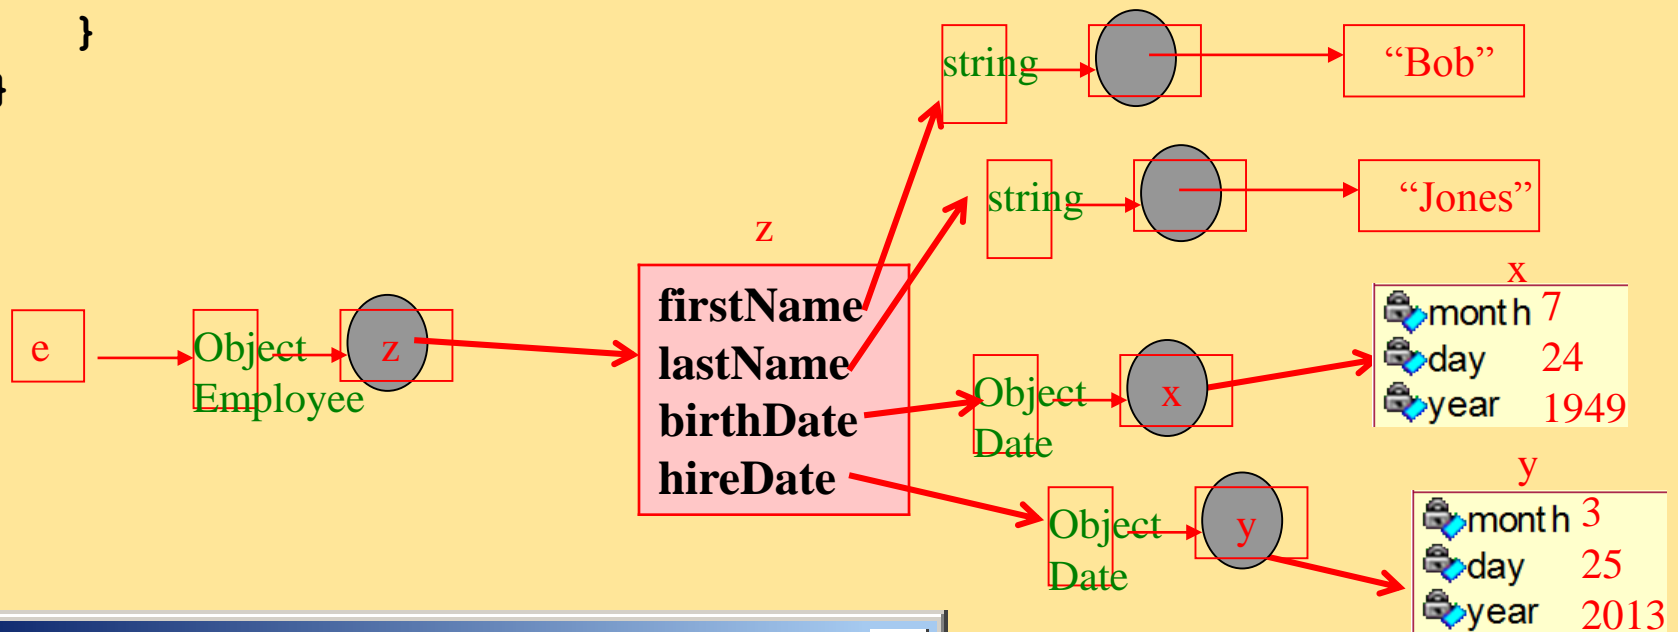 }
}
string
“Bob”
string
“Jones”
z
e
Object
Employee
z
firstName
lastName
birthDate
hireDate
Object
Date
x
x
month 7
day 24
year 1949
Object
Date
y
y
month 3
day 25
year 2013